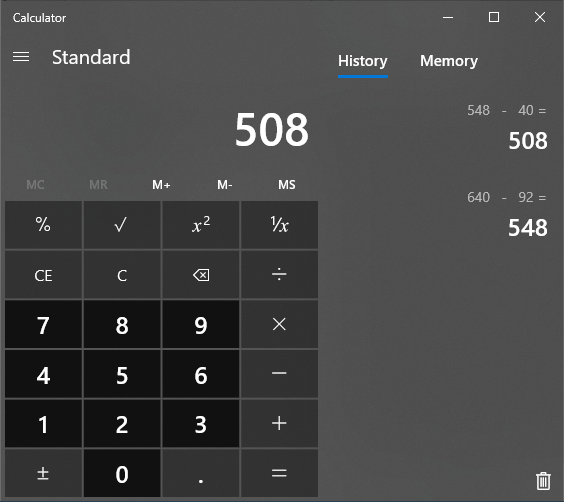 Calculator
Standard
History Memory
548 - 40 =
508
640 - 92 =
548
508
MC MR M+ M- MS
% √ x² ¹/x
CE C ÷
7 8 9 ×
4 5 6 −
1 2 3 +
± 0 . =